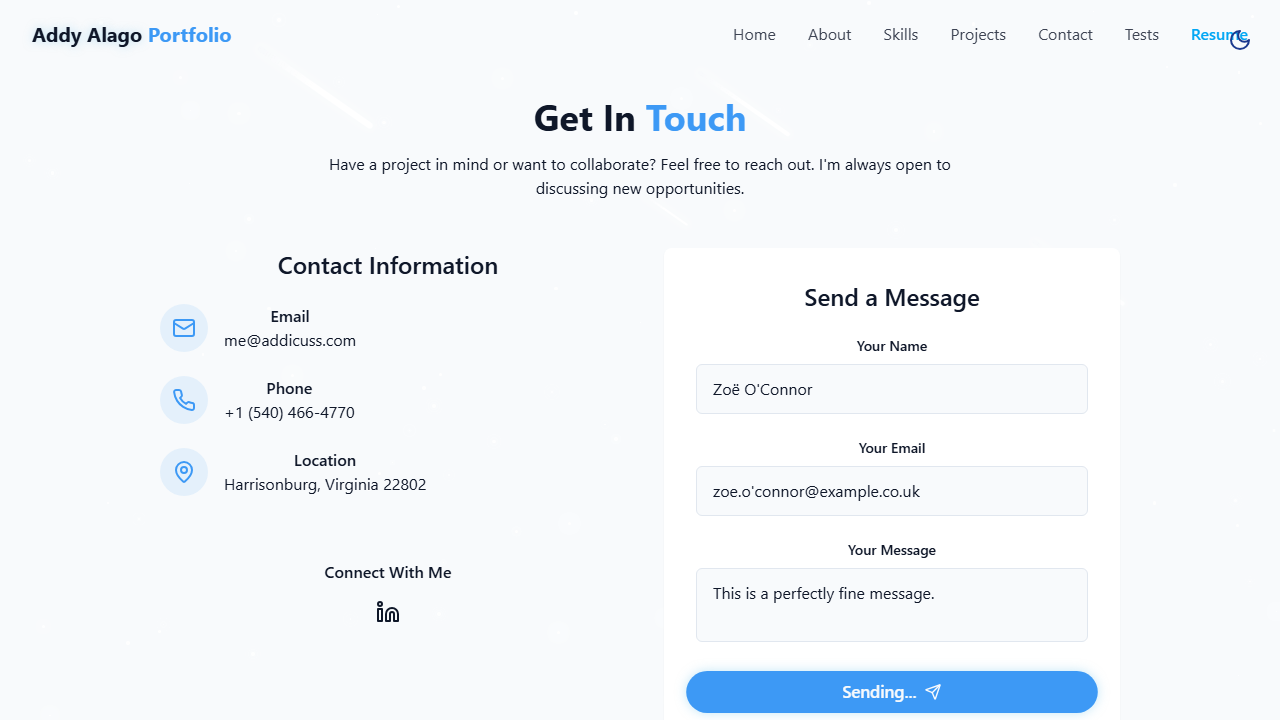 Addy Alago Portfolio
Home
About
Skills
Projects
Contact
Tests
Resume
Get In Touch
Have a project in mind or want to collaborate? Feel free to reach out. I'm always open to
discussing new opportunities.
Contact Information
Email
me@addicuss.com
Phone
+1 (540) 466-4770
Location
Harrisonburg, Virginia 22802
Connect With Me
Send a Message
Your Name
Zoë O'Connor
Your Email
zoe.o'connor@example.co.uk
Your Message
This is a perfectly fine message.
Sending...